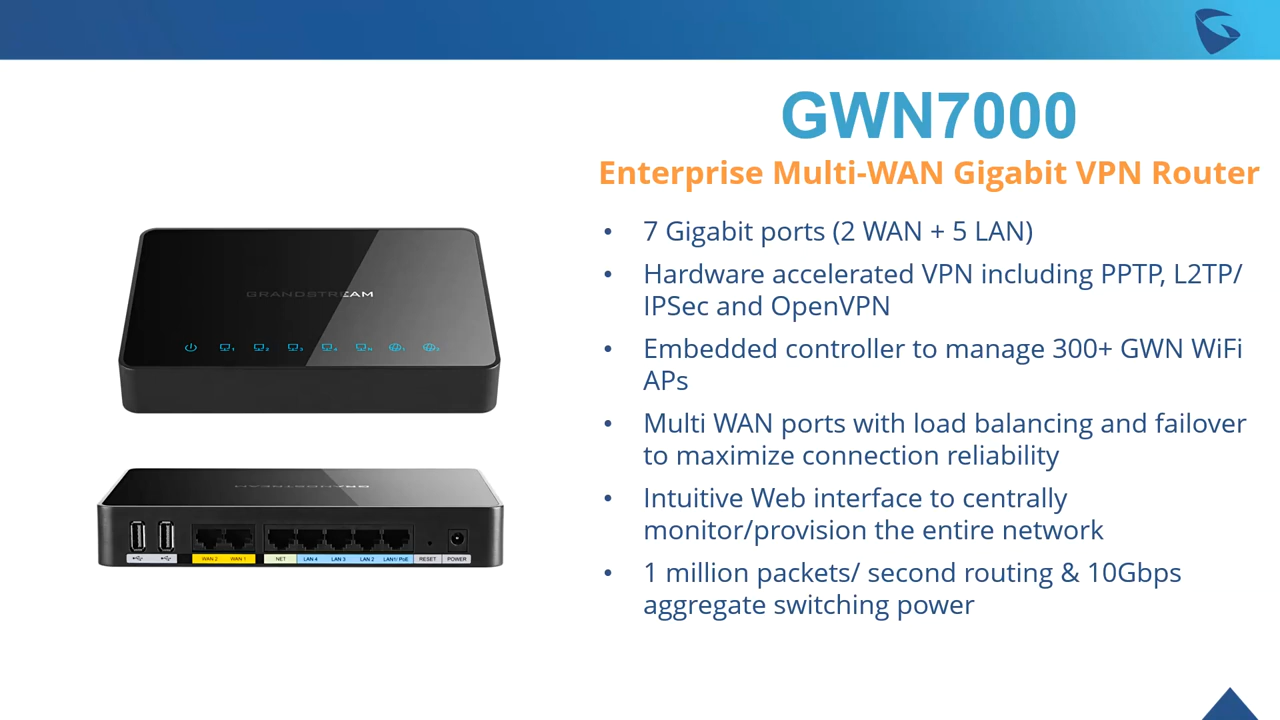 GWN7000
Enterprise Multi-WAN Gigabit VPN Router
• 7 Gigabit ports (2 WAN + 5 LAN)
• Hardware accelerated VPN including PPTP, L2TP/
IPSec and OpenVPN
• Embedded controller to manage 300+ GWN WiFi
APs
• Multi WAN ports with load balancing and failover
to maximize connection reliability
• Intuitive Web interface to centrally
monitor/provision the entire network
• 1 million packets/ second routing & 10Gbps
aggregate switching power
GRANDSTREAM
GRANDSTREAM
WAN 2 WAN 1 NET LAN 4 LAN 3 LAN 2 LAN1/ PoE RESET POWER